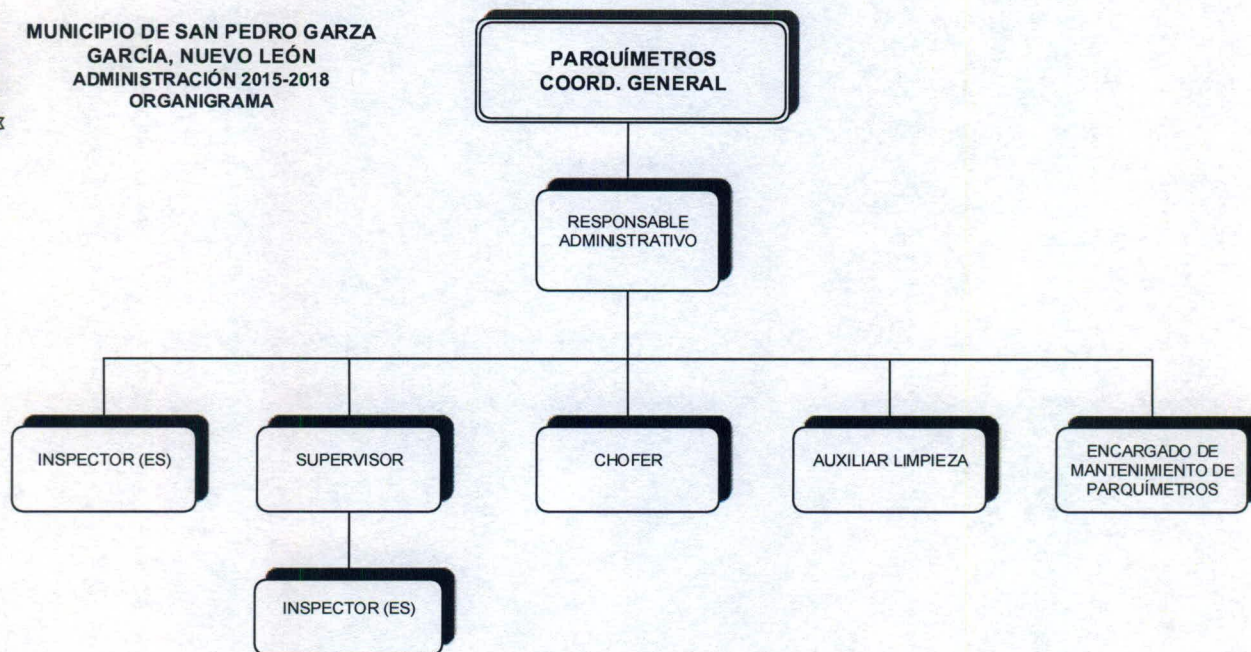 MUNICIPIO DE SAN PEDRO GARZA
GARCÍA, NUEVO LEÓN
ADMINISTRACIÓN 2015-2018
ORGANIGRAMA
PARQUÍMETROS
COORD. GENERAL
RESPONSABLE
ADMINISTRATIVO
INSPECTOR (ES)
SUPERVISOR
CHOFER
AUXILIAR LIMPIEZA
ENCARGADO DE
MANTENIMIENTO DE
PARQUÍMETROS
INSPECTOR (ES)